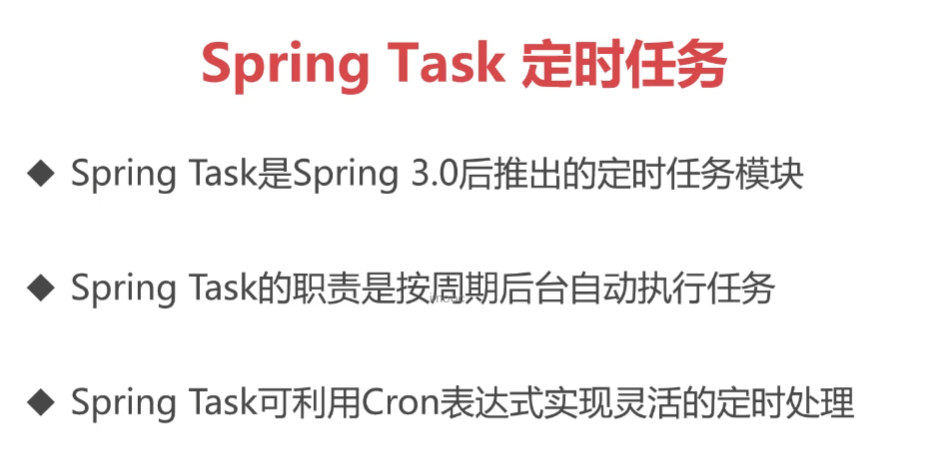 Spring Task 定时任务
Spring Task是Spring 3.0后推出的定时任务模块
Spring Task的职责是按周期后台自动执行任务
Spring Task可利用Cron表达式实现灵活的定时处理